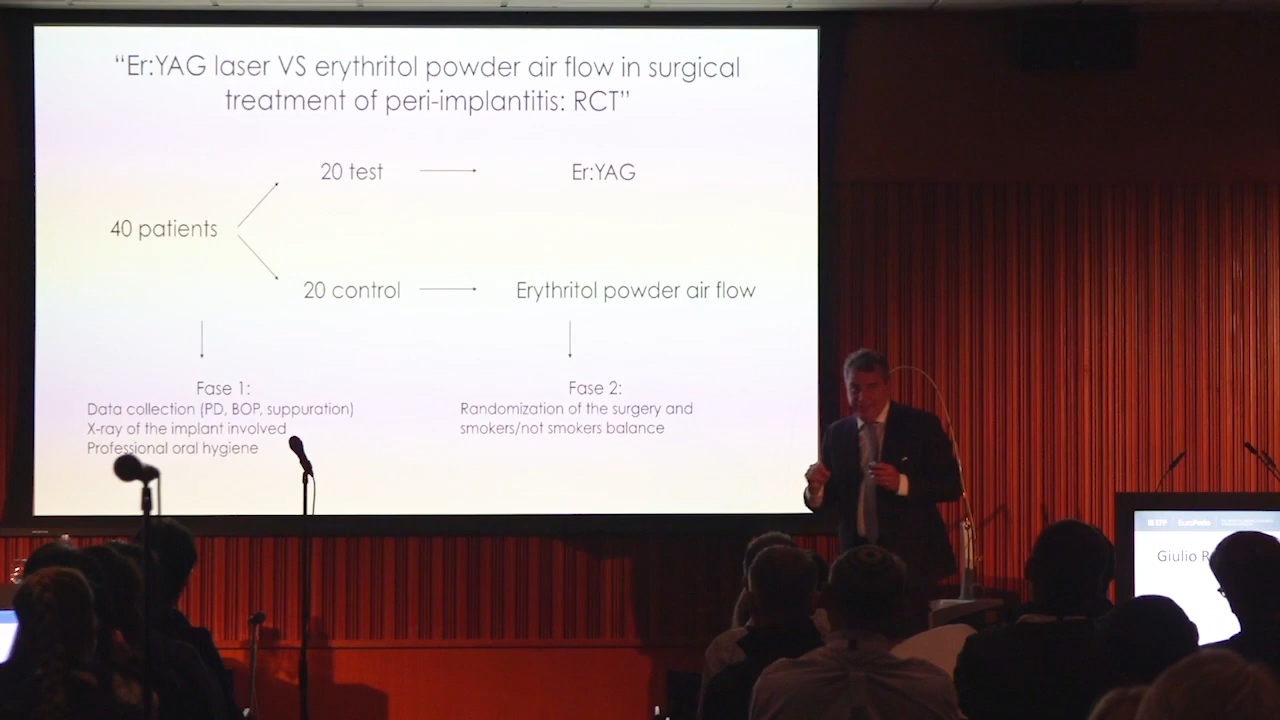 “Er:YAG laser VS erythritol powder air flow in surgical
treatment of peri-implantitis: RCT”
20 test
Er:YAG
40 patients
20 control
Erythritol powder air flow
Fase 1:
Data collection (PD, BOP, suppuration)
X-ray of the implant involved
Professional oral hygiene
Fase 2:
Randomization of the surgery and
smokers/not smokers balance
EFP EuroPerio
Giulio R